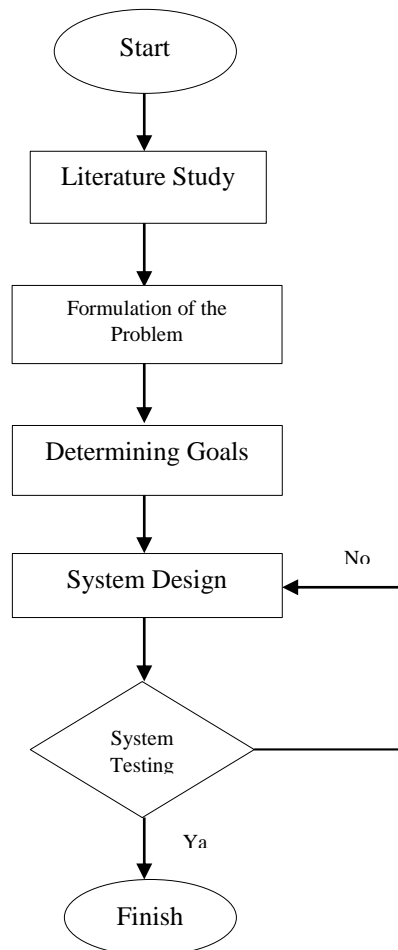 Start
Literature Study
Formulation of the
Problem
Determining Goals
System Design
No
System
Testing
Ya
Finish